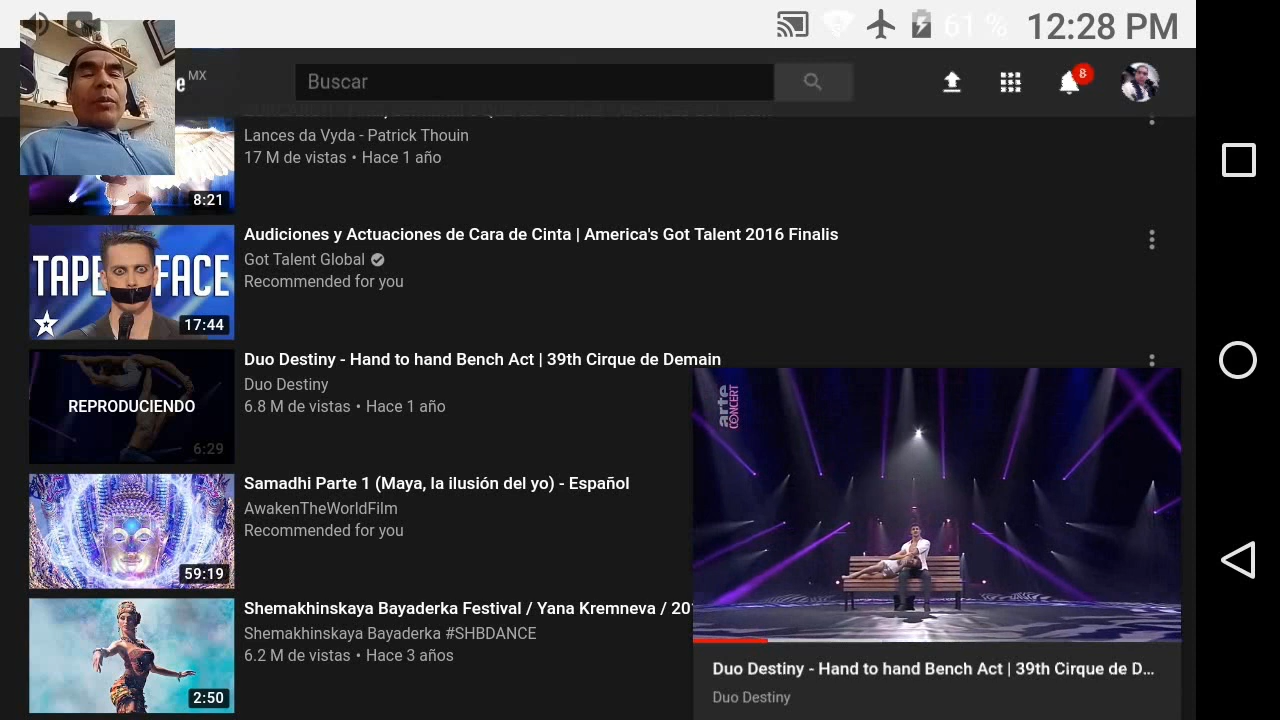 61 % 12:28 PM
e MX
Buscar
8
Lances da Vyda - Patrick Thouin
17 M de vistas • Hace 1 año
8:21
Audiciones y Actuaciones de Cara de Cinta | America's Got Talent 2016 Finalis
Got Talent Global
Recommended for you
TAPE FACE
17:44
Duo Destiny - Hand to hand Bench Act | 39th Cirque de Demain
Duo Destiny
6.8 M de vistas • Hace 1 año
REPRODUCIENDO
6:29
arte
CONCERT
Samadhi Parte 1 (Maya, la ilusión del yo) - Español
AwakenTheWorldFilm
Recommended for you
59:19
Shemakhinskaya Bayaderka Festival / Yana Kremneva / 20
Shemakhinskaya Bayaderka #SHBDANCE
6.2 M de vistas • Hace 3 años
2:50
Duo Destiny - Hand to hand Bench Act | 39th Cirque de D...
Duo Destiny